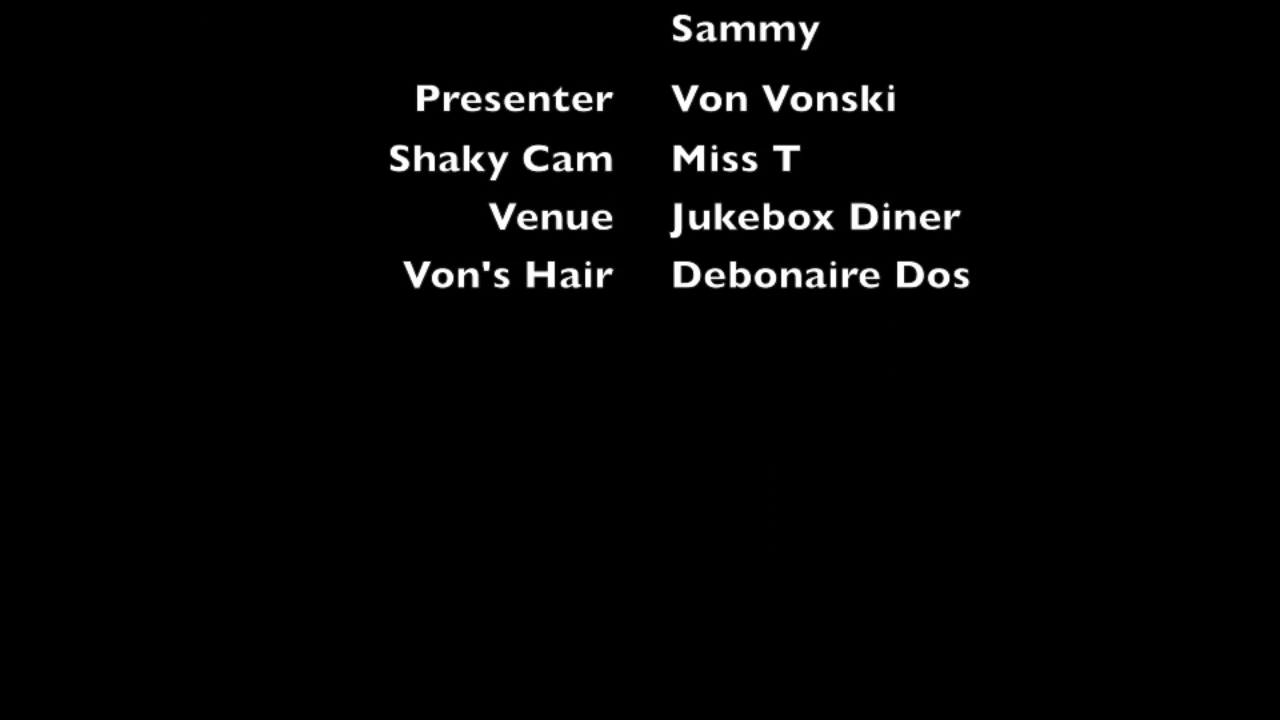 Sammy
Presenter Von Vonski
Shaky Cam Miss T
Venue Jukebox Diner
Von's Hair Debonaire Dos